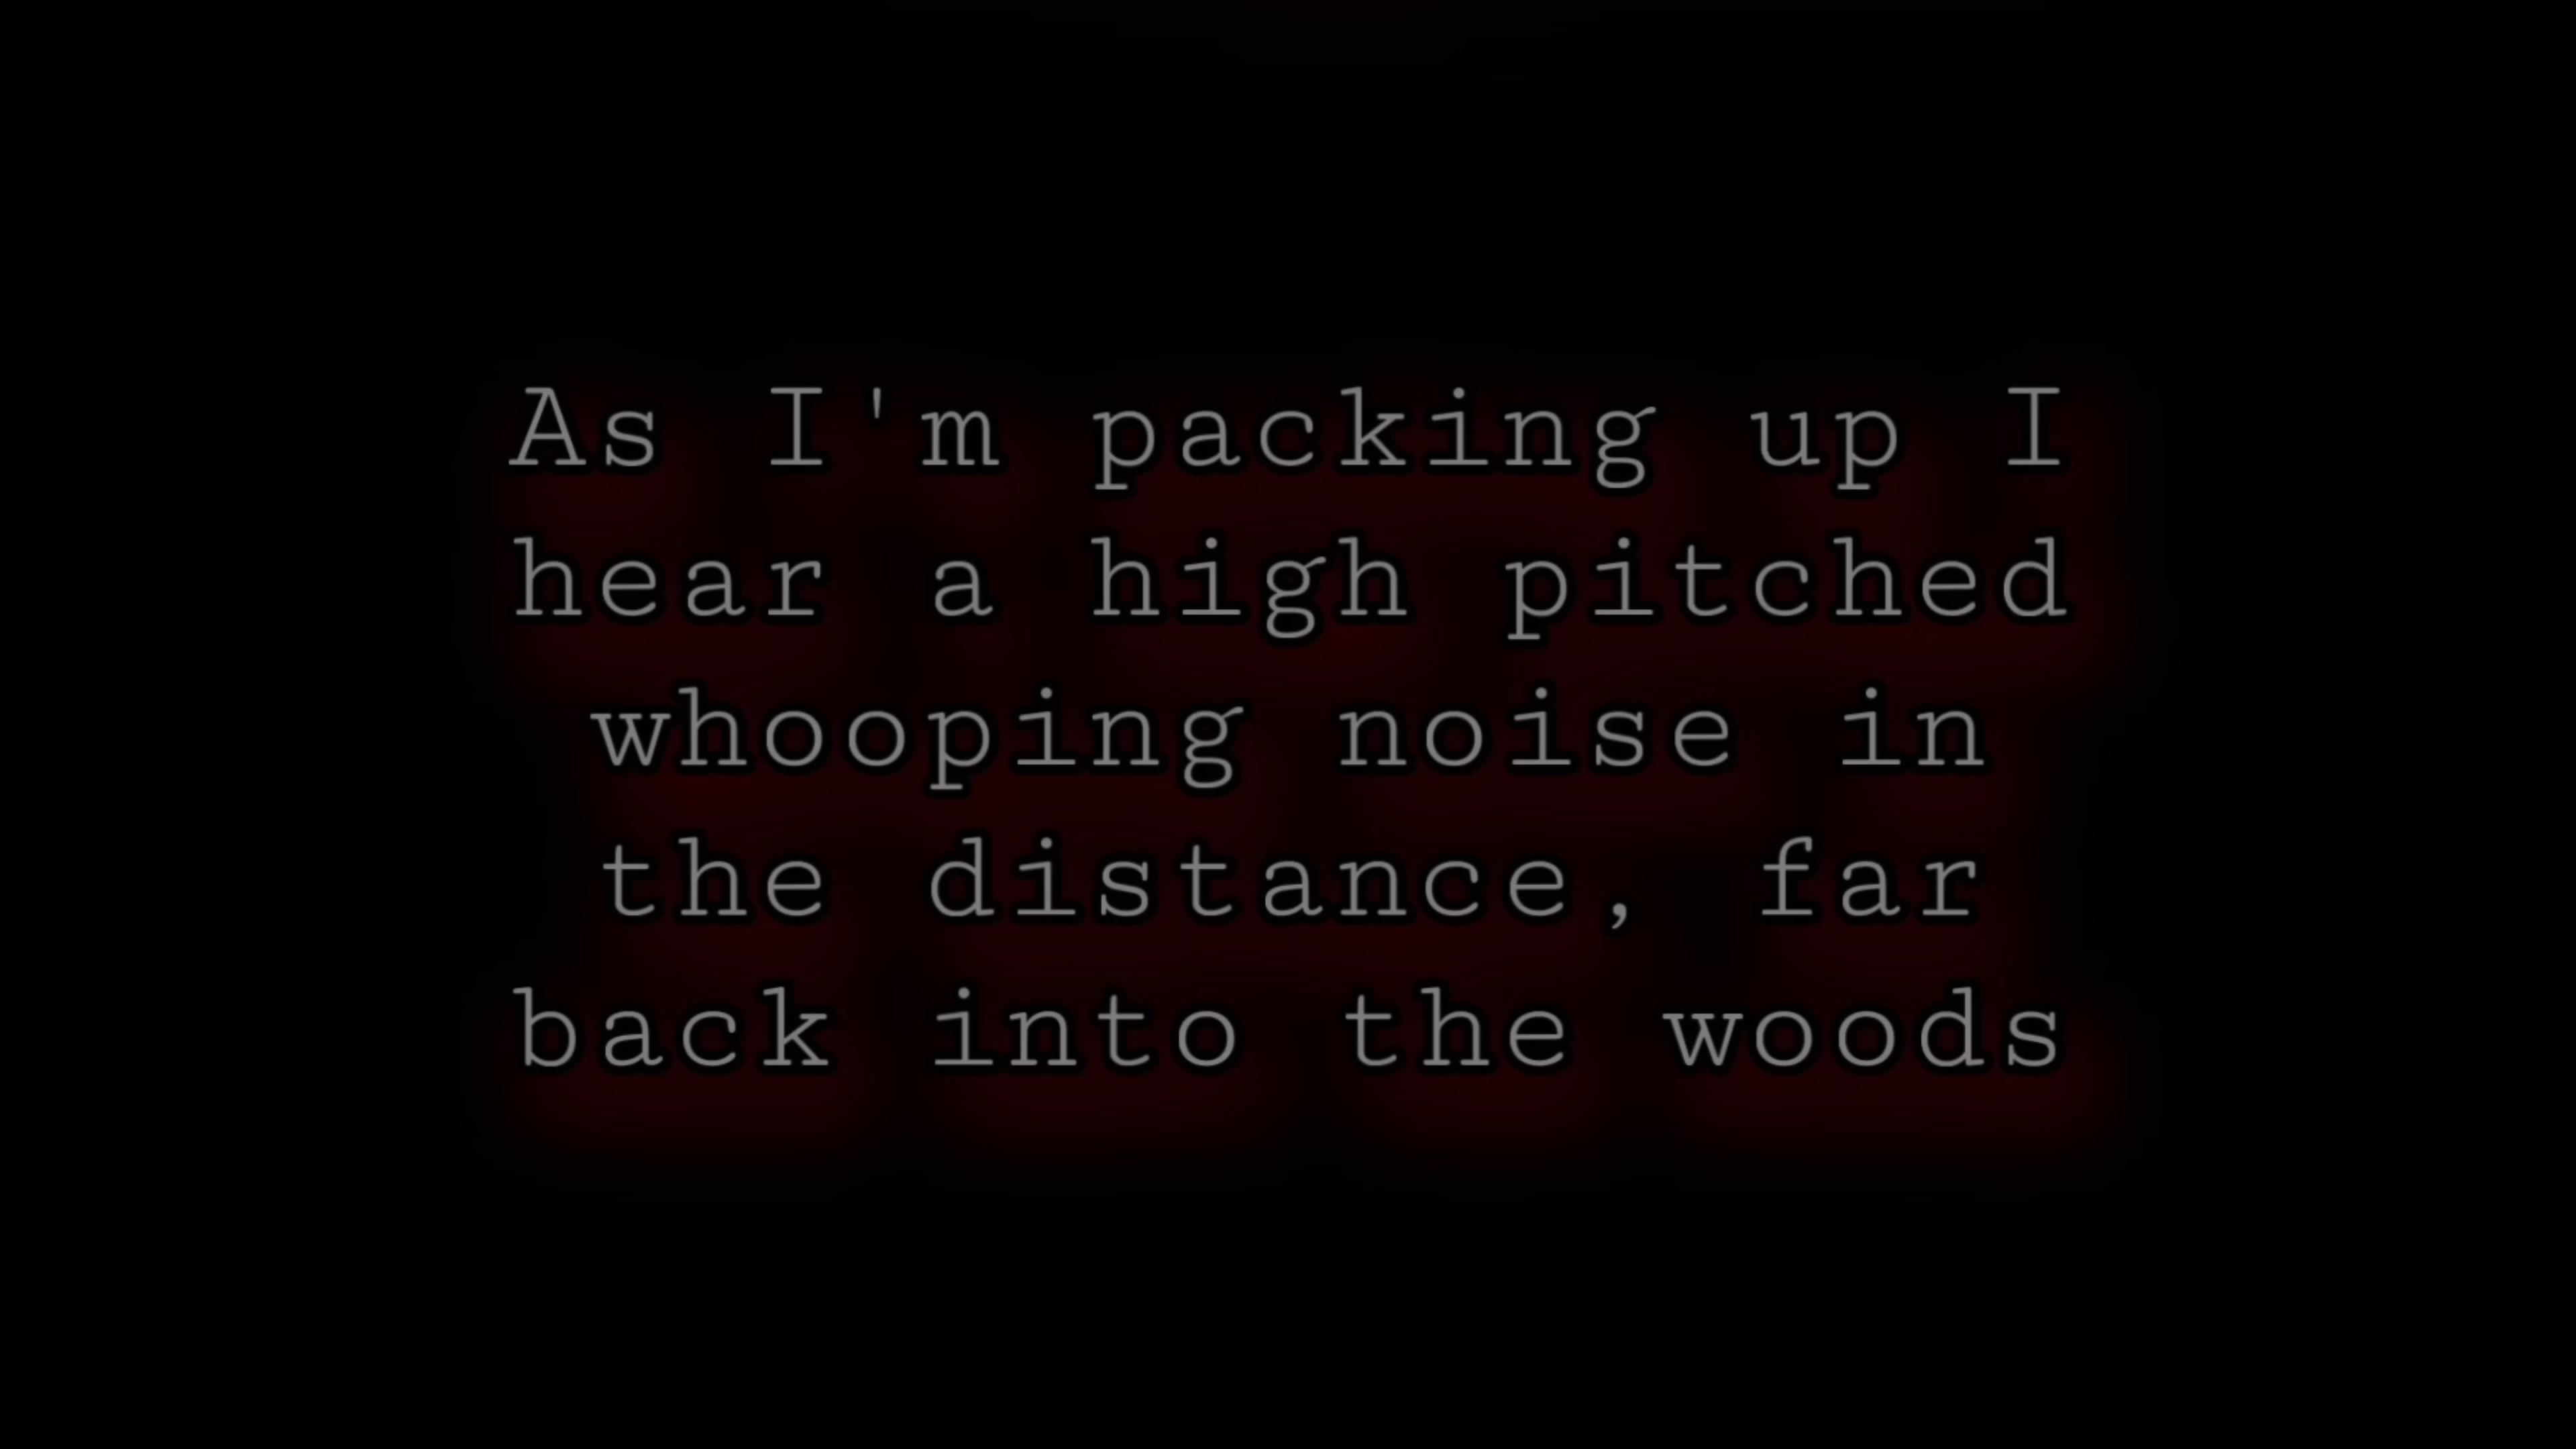 As I'm packing up I
hear a high pitched
whooping noise in
the distance, far
back into the woods